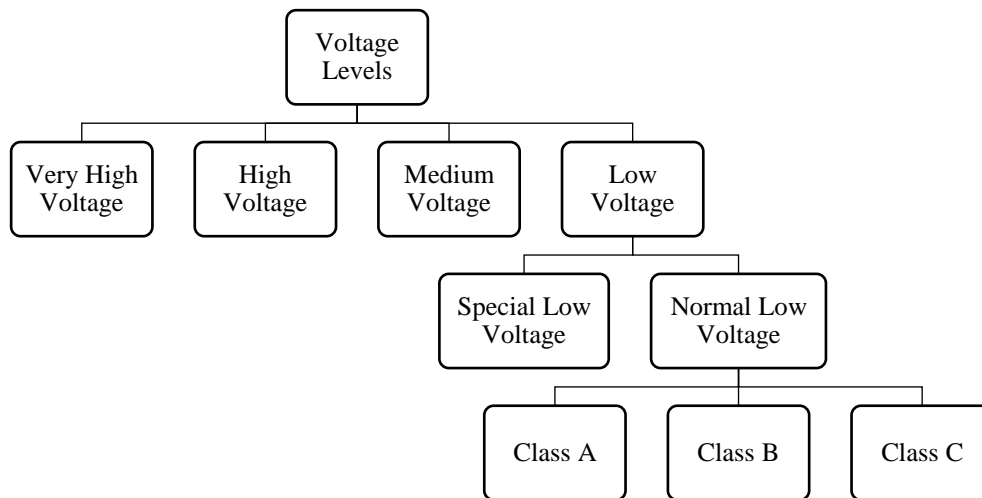 Voltage
Levels
Very High
Voltage
High
Voltage
Medium
Voltage
Low
Voltage
Special Low
Voltage
Normal Low
Voltage
Class A
Class B
Class C